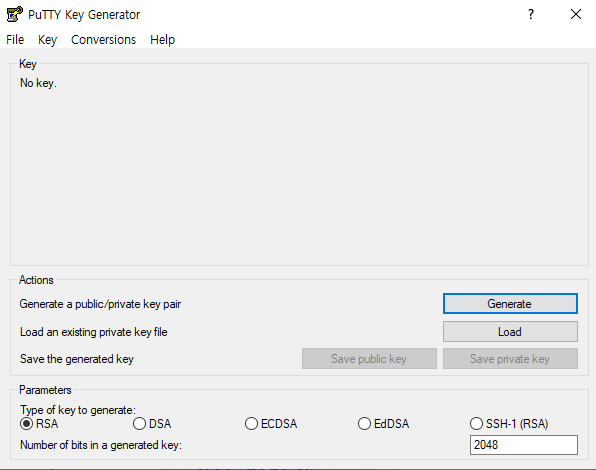 PuTTY Key Generator ?
File Key Conversions Help
Key
No key.
Actions
Generate a public/private key pair Generate
Load an existing private key file Load
Save the generated key Save public key Save private key
Parameters
Type of key to generate:
RSA DSA ECDSA EdDSA SSH-1 (RSA)
Number of bits in a generated key: 2048